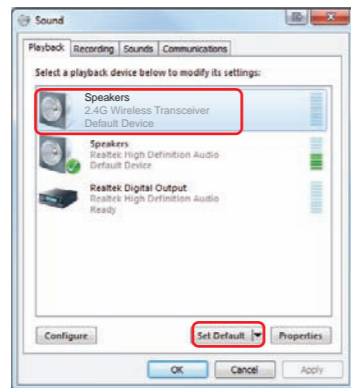 Sound
Playback Recording Sounds Communications
Select a playback device below to modify its settings:
Speakers
2.4G Wireless Transceiver
Default Device
Speakers
Realtek High Definition Audio
Default Device
Realtek Digital Output
Realtek High Definition Audio
Ready
Configure Set Default Properties
OK Cancel Apply